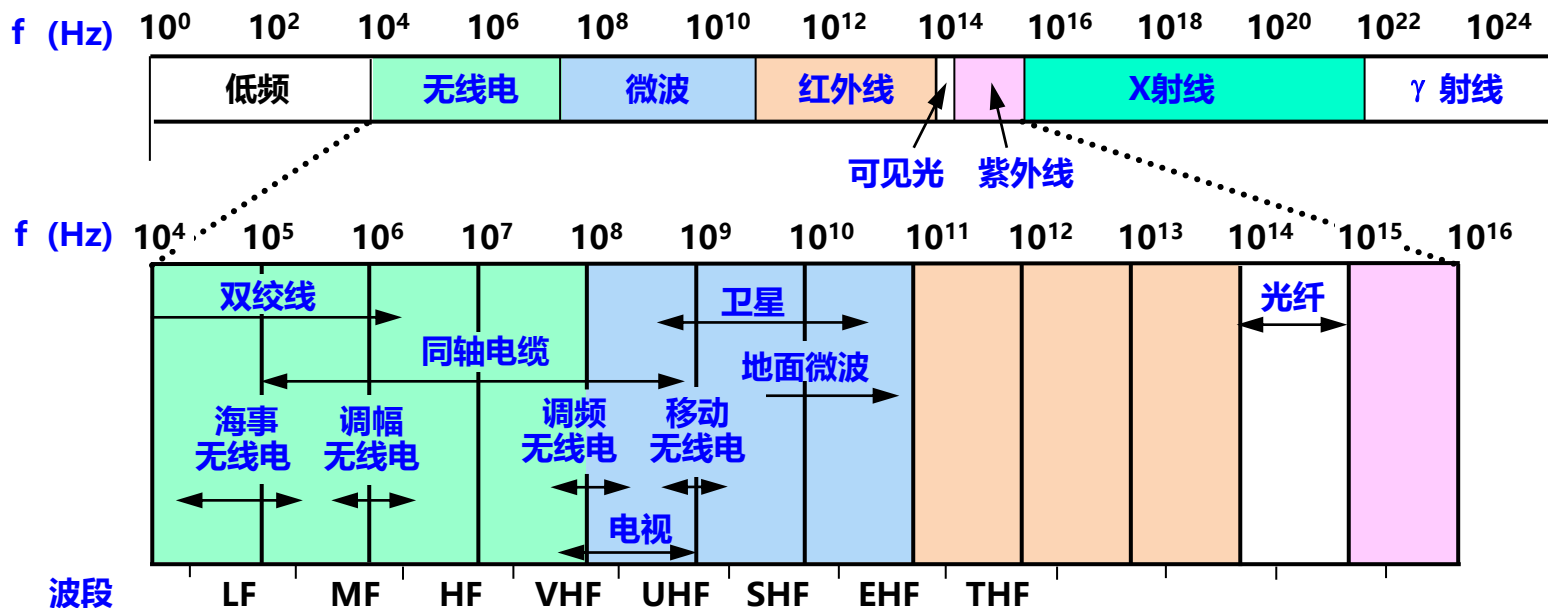 f (Hz) 10⁰ 10² 10⁴ 10⁶ 10⁸ 10¹⁰ 10¹² 10¹⁴ 10¹⁶ 10¹⁸ 10²⁰ 10²² 10²⁴
低频 无线电 微波 红外线 X射线 γ 射线
可见光 紫外线
f (Hz) 10⁴ 10⁵ 10⁶ 10⁷ 10⁸ 10⁹ 10¹⁰ 10¹¹ 10¹² 10¹³ 10¹⁴ 10¹⁵ 10¹⁶
双绞线 卫星 光纤
同轴电缆 地面微波
海事 调幅 调频 移动
无线电 无线电 无线电 无线电
电视
波段 LF MF HF VHF UHF SHF EHF THF